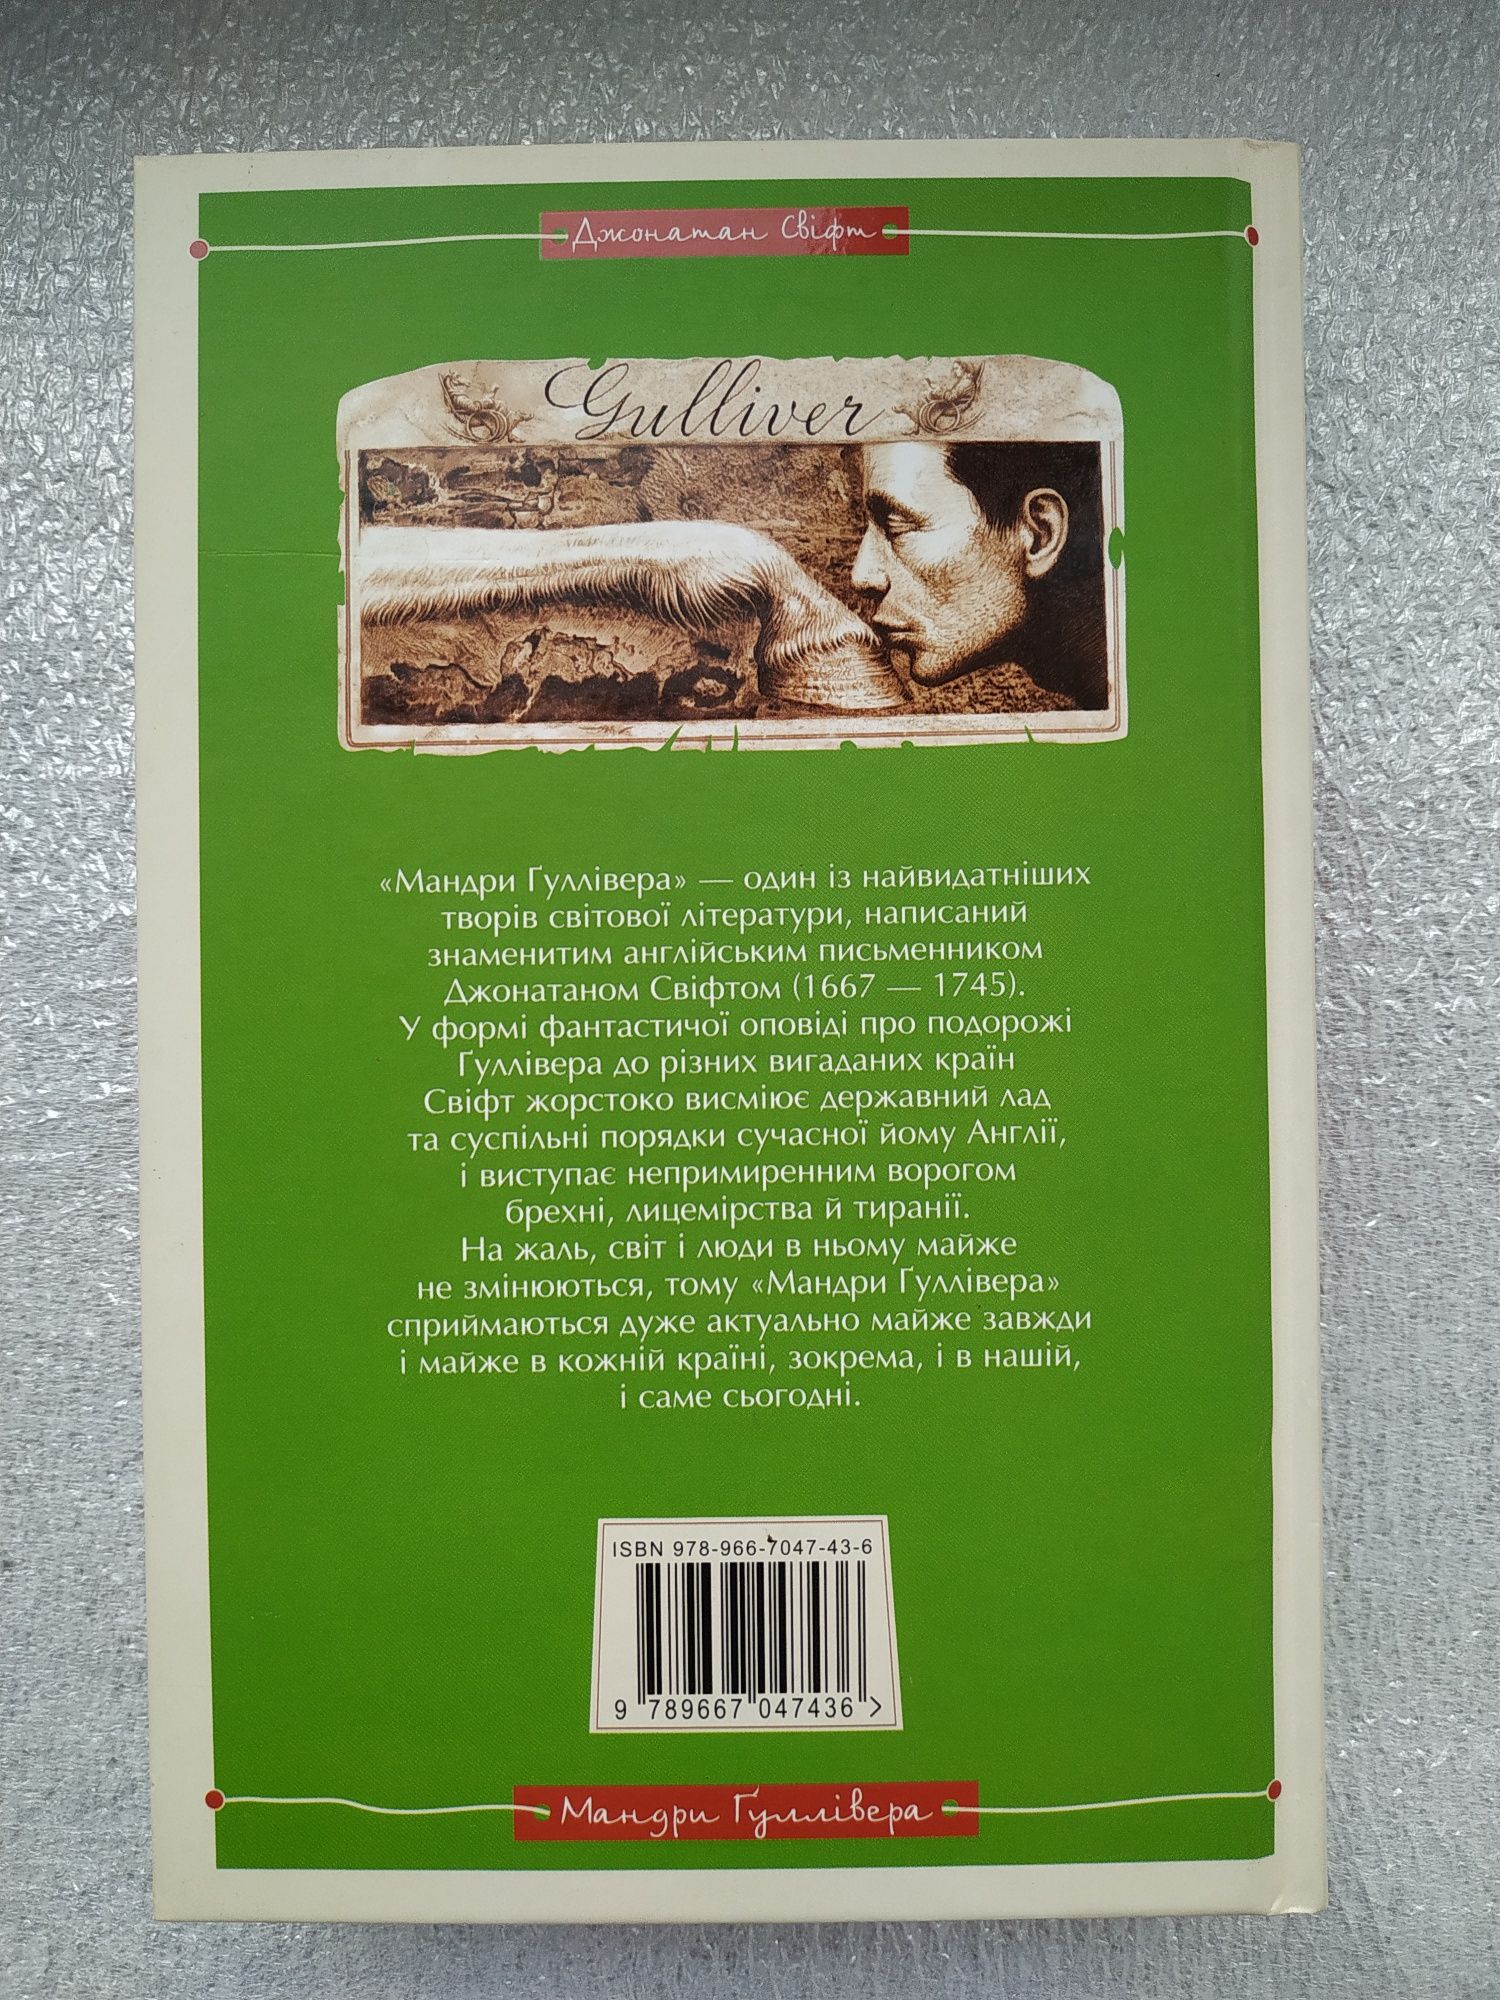 Джонатан Свіфт
Gulliver
«Мандри Ґуллівера» — один із найвидатніших
творів світової літератури, написаний
знаменитим англійським письменником
Джонатаном Свіфтом (1667 — 1745).
У формі фантастичої оповіді про подорожі
Ґуллівера до різних вигаданих країн
Свіфт жорстоко висміює державний лад
та суспільні порядки сучасної йому Англії,
і виступає непримиренним ворогом
брехні, лицемірства й тиранії.
На жаль, світ і люди в ньому майже
не змінюються, тому «Мандри Ґуллівера»
сприймаються дуже актуально майже завжди
і майже в кожній країні, зокрема, і в нашій,
і саме сьогодні.
ISBN 978-966-7047-43-6
9 789667 047436 >
Мандри Ґуллівера